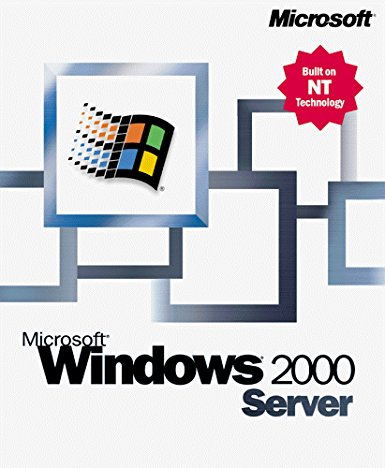 Microsoft®
Built on
NT
Technology
®
Microsoft®
Windows® 2000
Server